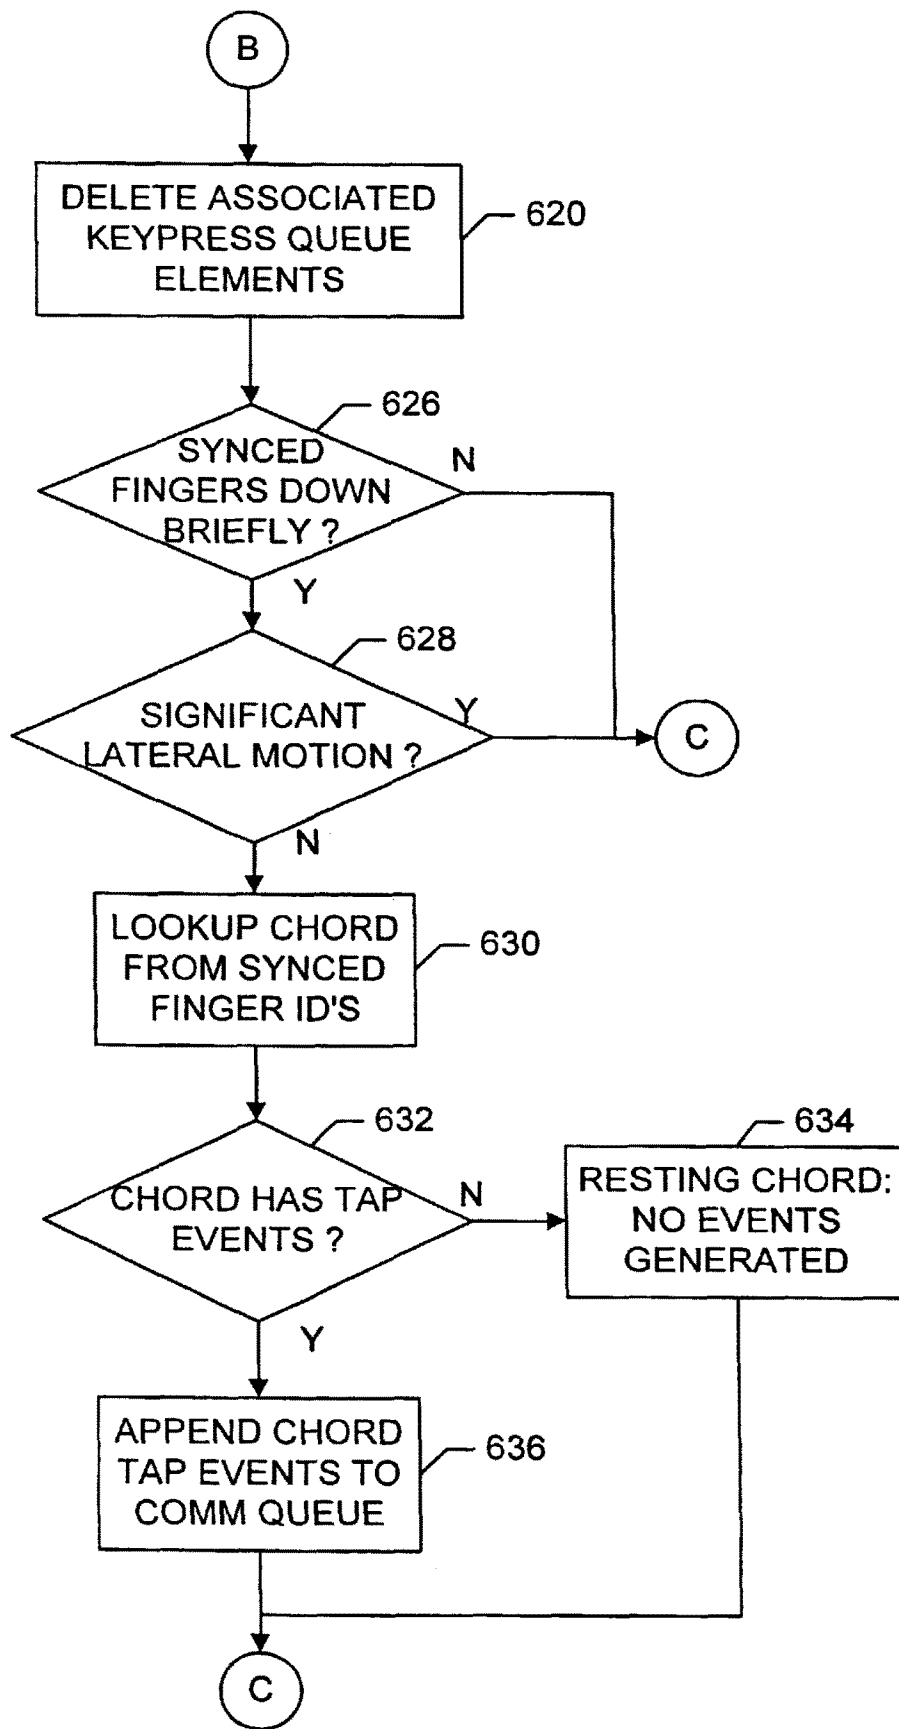 B
DELETE ASSOCIATED
KEYPRESS QUEUE
ELEMENTS
620
626
SYNCED
FINGERS DOWN
BRIEFLY ?
N
Y
628
SIGNIFICANT
LATERAL MOTION ?
Y
C
N
LOOKUP CHORD
FROM SYNCED
FINGER ID'S
630
632
CHORD HAS TAP
EVENTS ?
N
634
RESTING CHORD:
NO EVENTS
GENERATED
Y
APPEND CHORD
TAP EVENTS TO
COMM QUEUE
636
C